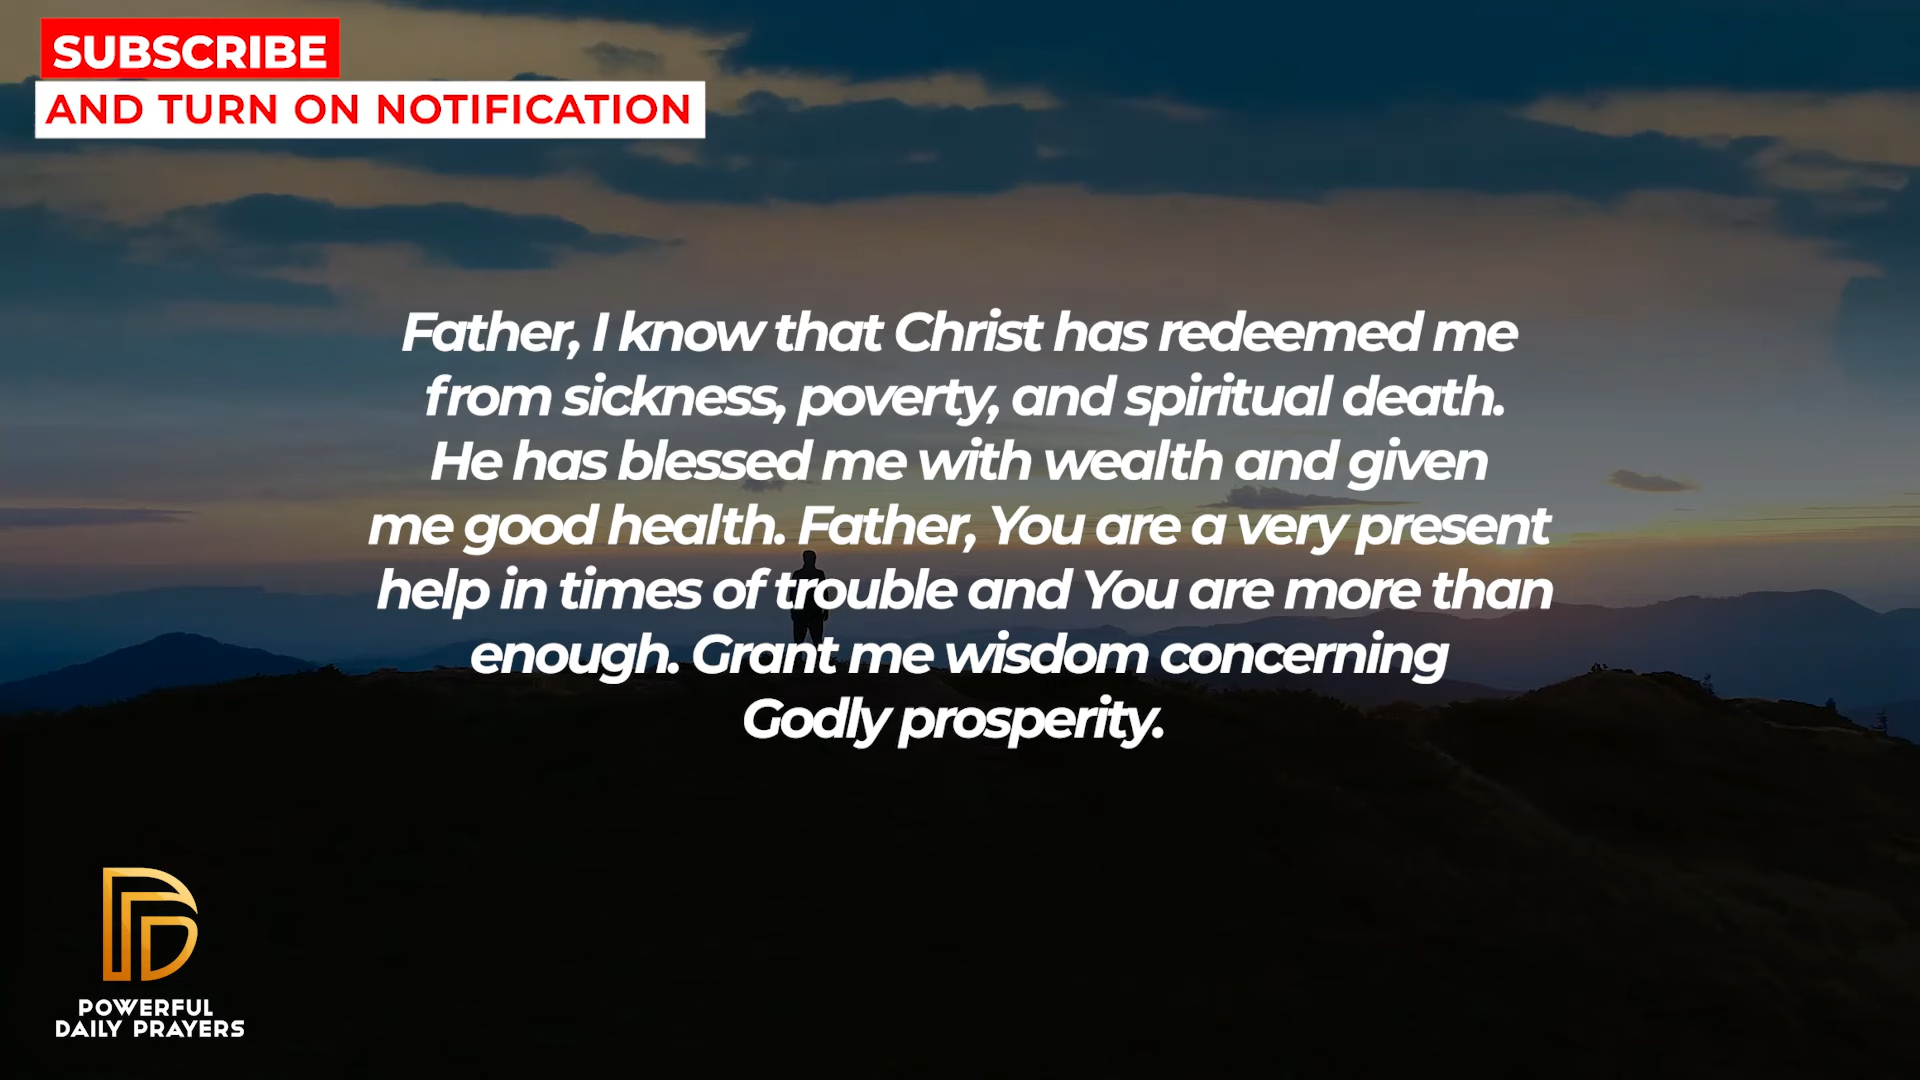 SUBSCRIBE
AND TURN ON NOTIFICATION
Father, I know that Christ has redeemed me
from sickness, poverty, and spiritual death.
He has blessed me with wealth and given
me good health. Father, You are a very present
help in times of trouble and You are more than
enough. Grant me wisdom concerning
Godly prosperity.
POWERFUL
DAILY PRAYERS